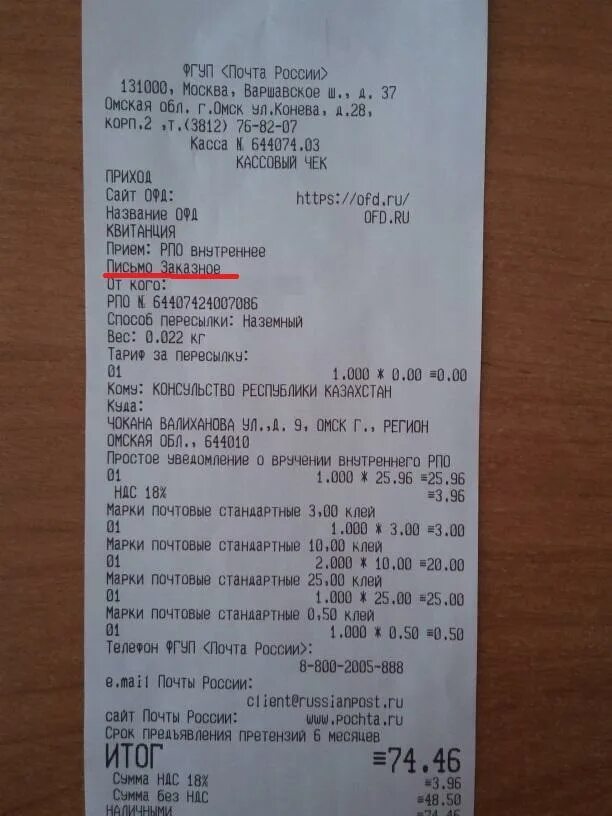 ФГУП <Почта России>
131000, Москва, Варшавское ш., д. 37
Омская обл. г.Омск ул.Конева, д.28,
корп.2 ,т.(3812) 76-82-07
Касса № 644074.03
КАССОВЫЙ ЧЕК
ПРИХОД
Сайт ОФД: https://ofd.ru/
Название ОФД OFD.RU
КВИТАНЦИЯ
Прием: РПО внутреннее
Письмо Заказное
От кого:
РПО № 64407424007086
Способ пересылки: Наземный
Вес: 0.022 кг
Тариф за пересылку:
01 1.000 * 0.00 ≡0.00
Кому: КОНСУЛЬСТВО РЕСПУБЛИКИ КАЗАХСТАН
Куда:
ЧОКАНА ВАЛИХАНОВА УЛ.,Д. 9, ОМСК Г., РЕГИОН
ОМСКАЯ ОБЛ., 644010
Простое уведомление о вручении внутреннего РПО
01 1.000 * 25.96 ≡25.96
НДС 18% ≡3.96
Марки почтовые стандартные 3,00 клей
01 1.000 * 3.00 ≡3.00
Марки почтовые стандартные 10,00 клей
01 2.000 * 10.00 ≡20.00
Марки почтовые стандартные 25,00 клей
01 1.000 * 25.00 ≡25.00
Марки почтовые стандартные 0,50 клей
01 1.000 * 0.50 ≡0.50
Телефон ФГУП <Почта России>:
8-800-2005-888
e.mail Почты России:
client@russianpost.ru
сайт Почты России: www.pochta.ru
Срок предъявления претензий 6 месяцев
ИТОГ ≡74.46
Сумма НДС 18% ≡3.96
Сумма без НДС ≡48.50
НАЛИЧНЫМИ ≡74.46